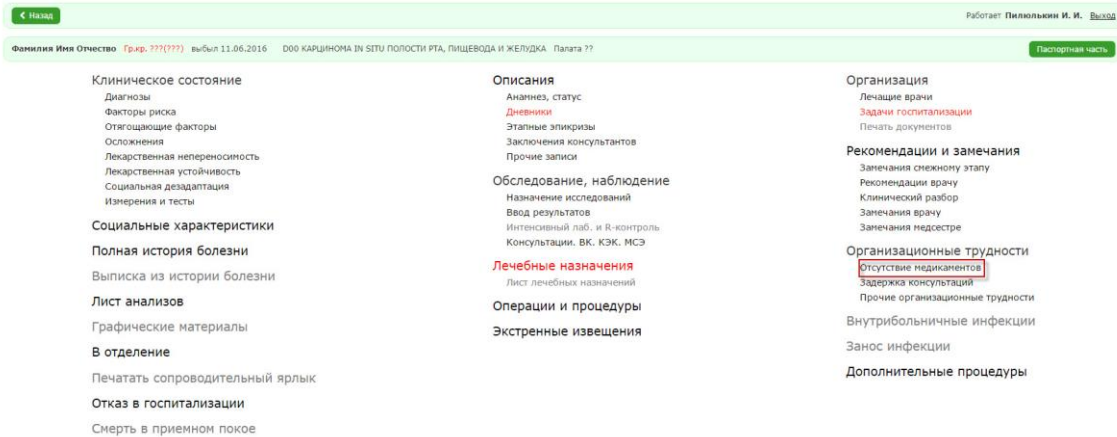 Назад
Работает Пилюлькин И. И. Выход
Фамилия Имя Отчество Гр.кр. ???(???) выбыл 11.06.2016 D00 КАРЦИНОМА IN SITU ПОЛОСТИ РТА, ПИЩЕВОДА И ЖЕЛУДКА Палата ??
Паспортная часть
Клиническое состояние
Диагнозы
Факторы риска
Отягощающие факторы
Осложнения
Лекарственная непереносимость
Лекарственная устойчивость
Социальная дезадаптация
Измерения и тесты
Социальные характеристики
Полная история болезни
Выписка из истории болезни
Лист анализов
Графические материалы
В отделение
Печатать сопроводительный ярлык
Отказ в госпитализации
Смерть в приемном покое
Описания
Анамнез, статус
Дневники
Этапные эпикризы
Заключения консультантов
Прочие записи
Обследование, наблюдение
Назначение исследований
Ввод результатов
Интенсивный лаб. и R-контроль
Консультации. ВК. КЭК. МСЭ
Лечебные назначения
Лист лечебных назначений
Операции и процедуры
Экстренные извещения
Организация
Лечащие врачи
Задачи госпитализации
Печать документов
Рекомендации и замечания
Замечания смежному этапу
Рекомендации врачу
Клинический разбор
Замечания врачу
Замечания медсестре
Организационные трудности
Отсутствие медикаментов
Задержка консультаций
Прочие организационные трудности
Внутрибольничные инфекции
Занос инфекции
Дополнительные процедуры